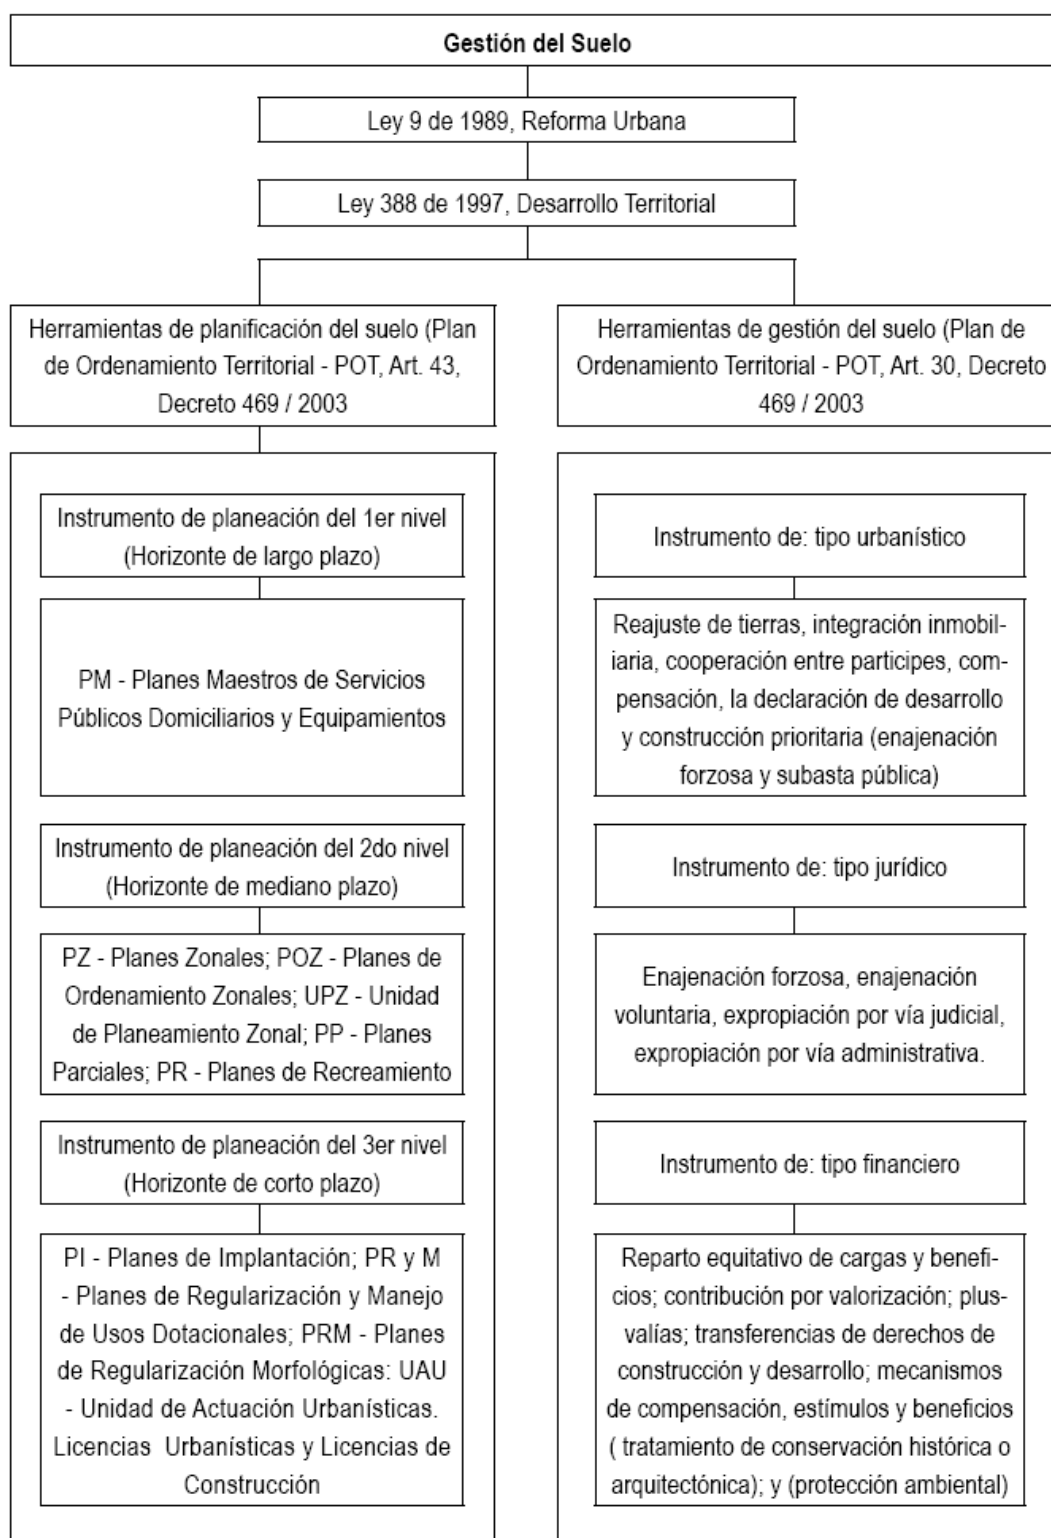 Gestión del Suelo
Ley 9 de 1989, Reforma Urbana
Ley 388 de 1997, Desarrollo Territorial
Herramientas de planificación del suelo (Plan
de Ordenamiento Territorial - POT, Art. 43,
Decreto 469 / 2003
Herramientas de gestión del suelo (Plan de
Ordenamiento Territorial - POT, Art. 30, Decreto
469 / 2003
Instrumento de planeación del 1er nivel
(Horizonte de largo plazo)
PM - Planes Maestros de Servicios
Públicos Domiciliarios y Equipamientos
Instrumento de planeación del 2do nivel
(Horizonte de mediano plazo)
PZ - Planes Zonales; POZ - Planes de
Ordenamiento Zonales; UPZ - Unidad
de Planeamiento Zonal; PP - Planes
Parciales; PR - Planes de Recreamiento
Instrumento de planeación del 3er nivel
(Horizonte de corto plazo)
PI - Planes de Implantación; PR y M
- Planes de Regularización y Manejo
de Usos Dotacionales; PRM - Planes
de Regularización Morfológicas: UAU
- Unidad de Actuación Urbanísticas.
Licencias Urbanísticas y Licencias de
Construcción
Instrumento de: tipo urbanístico
Reajuste de tierras, integración inmobil-
iaria, cooperación entre participes, com-
pensación, la declaración de desarrollo
y construcción prioritaria (enajenación
forzosa y subasta pública)
Instrumento de: tipo jurídico
Enajenación forzosa, enajenación
voluntaria, expropiación por vía judicial,
expropiación por vía administrativa.
Instrumento de: tipo financiero
Reparto equitativo de cargas y benefi-
cios; contribución por valorización; plus-
valías; transferencias de derechos de
construcción y desarrollo; mecanismos
de compensación, estímulos y beneficios
( tratamiento de conservación histórica o
arquitectónica); y (protección ambiental)